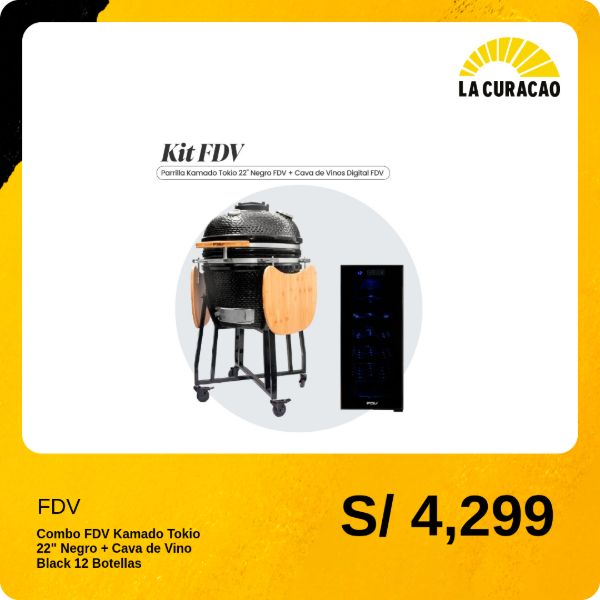 LA CURACAO
Kit FDV
Parrilla Kamado Tokio 22" Negro FDV + Cava de Vinos Digital FDV
FDV
FDV
Combo FDV Kamado Tokio
22" Negro + Cava de Vino
Black 12 Botellas
S/ 4,299